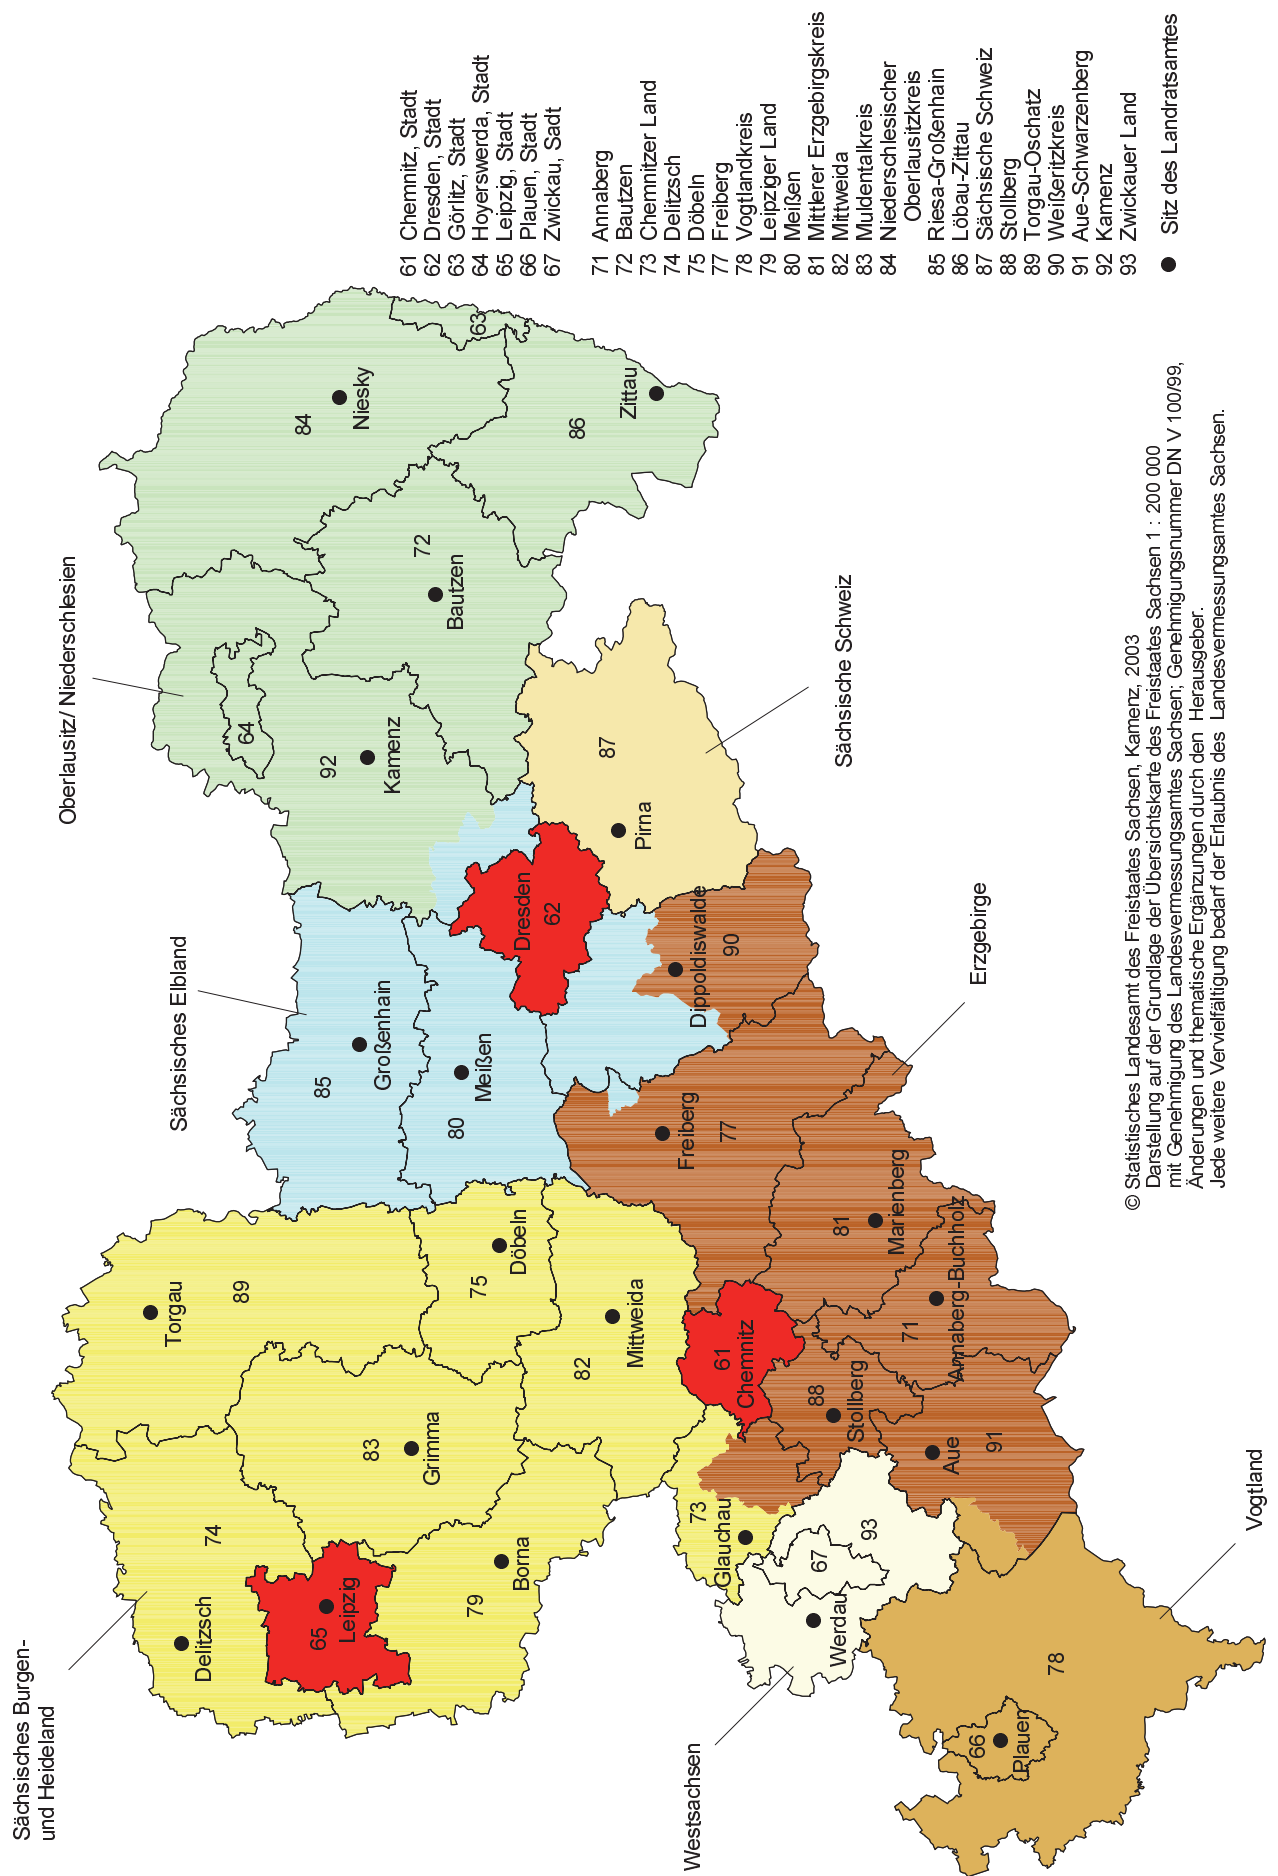 Sächsisches Burgen-
und Heideland
Sächsisches Elbland
Oberlausitz/ Niederschlesien
Torgau
89
74
Delitzsch
65
Leipzig
83
Grimma
79
Borna
75
Döbeln
82
Mittweida
85
Großenhain
80
Meißen
Dresden
62
64
92
Kamenz
72
Bautzen
84
Niesky
63
86
Zittau
87
Pirna
Sächsische Schweiz
Dippoldiswalde
90
Freiberg
77
Erzgebirge
81
Marienberg
71
Annaberg-Buchholz
61
Chemnitz
88
Stollberg
Aue
91
73
Glauchau
67
93
Werdau
Westsachsen
78
66
Plauen
Vogtland
61 Chemnitz, Stadt
62 Dresden, Stadt
63 Görlitz, Stadt
64 Hoyerswerda, Stadt
65 Leipzig, Stadt
66 Plauen, Stadt
67 Zwickau, Sadt
71 Annaberg
72 Bautzen
73 Chemnitzer Land
74 Delitzsch
75 Döbeln
77 Freiberg
78 Vogtlandkreis
79 Leipziger Land
80 Meißen
81 Mittlerer Erzgebirgskreis
82 Mittweida
83 Muldentalkreis
84 Niederschlesischer
Oberlausitzkreis
85 Riesa-Großenhain
86 Löbau-Zittau
87 Sächsische Schweiz
88 Stollberg
89 Torgau-Oschatz
90 Weißeritzkreis
91 Aue-Schwarzenberg
92 Kamenz
93 Zwickauer Land
● Sitz des Landratsamtes
© Statistisches Landesamt des Freistaates Sachsen, Kamenz, 2003
Darstellung auf der Grundlage der Übersichtskarte des Freistaates Sachsen 1 : 200 000
mit Genehmigung des Landesvermessungsamtes Sachsen; Genehmigungsnummer DN V 100/99,
Änderungen und thematische Ergänzungen durch den Herausgeber.
Jede weitere Vervielfältigung bedarf der Erlaubnis des Landesvermessungsamtes Sachsen.